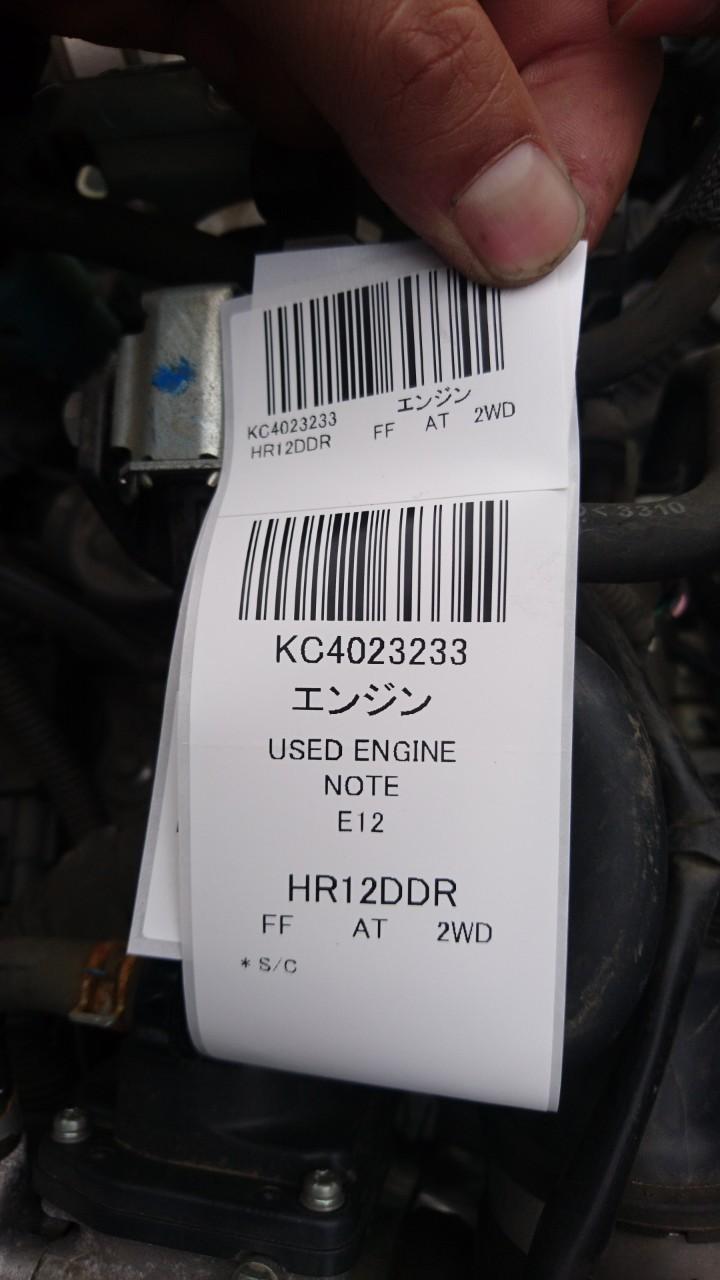 KC4023233
エンジン
HR12DDR FF AT 2WD
<3310
KC4023233
エンジン
USED ENGINE
NOTE
E12
HR12DDR
FF AT 2WD
* S/C